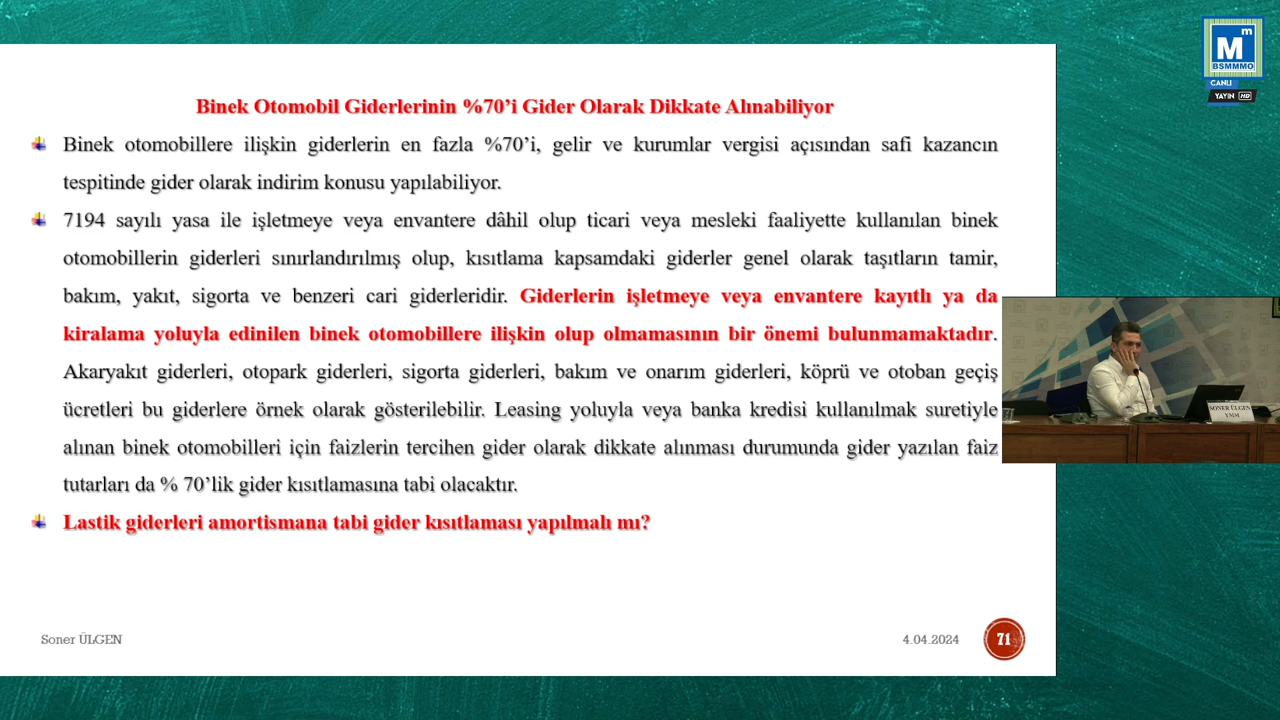 Mm
BSMMMO
CANLI
YAYIN HD
Binek Otomobil Giderlerinin %70’i Gider Olarak Dikkate Alınabiliyor
Binek otomobillere ilişkin giderlerin en fazla %70’i, gelir ve kurumlar vergisi açısından safi kazancın
tespitinde gider olarak indirim konusu yapılabiliyor.
7194 sayılı yasa ile işletmeye veya envantere dâhil olup ticari veya mesleki faaliyette kullanılan binek
otomobillerin giderleri sınırlandırılmış olup, kısıtlama kapsamdaki giderler genel olarak taşıtların tamir,
bakım, yakıt, sigorta ve benzeri cari giderleridir. Giderlerin işletmeye veya envantere kayıtlı ya da
kiralama yoluyla edinilen binek otomobillere ilişkin olup olmamasının bir önemi bulunmamaktadır.
Akaryakıt giderleri, otopark giderleri, sigorta giderleri, bakım ve onarım giderleri, köprü ve otoban geçiş
ücretleri bu giderlere örnek olarak gösterilebilir. Leasing yoluyla veya banka kredisi kullanılmak suretiyle
alınan binek otomobilleri için faizlerin tercihen gider olarak dikkate alınması durumunda gider yazılan faiz
tutarları da % 70’lik gider kısıtlamasına tabi olacaktır.
Lastik giderleri amortismana tabi gider kısıtlaması yapılmalı mı?
SONER ÜLGEN
YMM
Soner ÜLGEN
4.04.2024
71